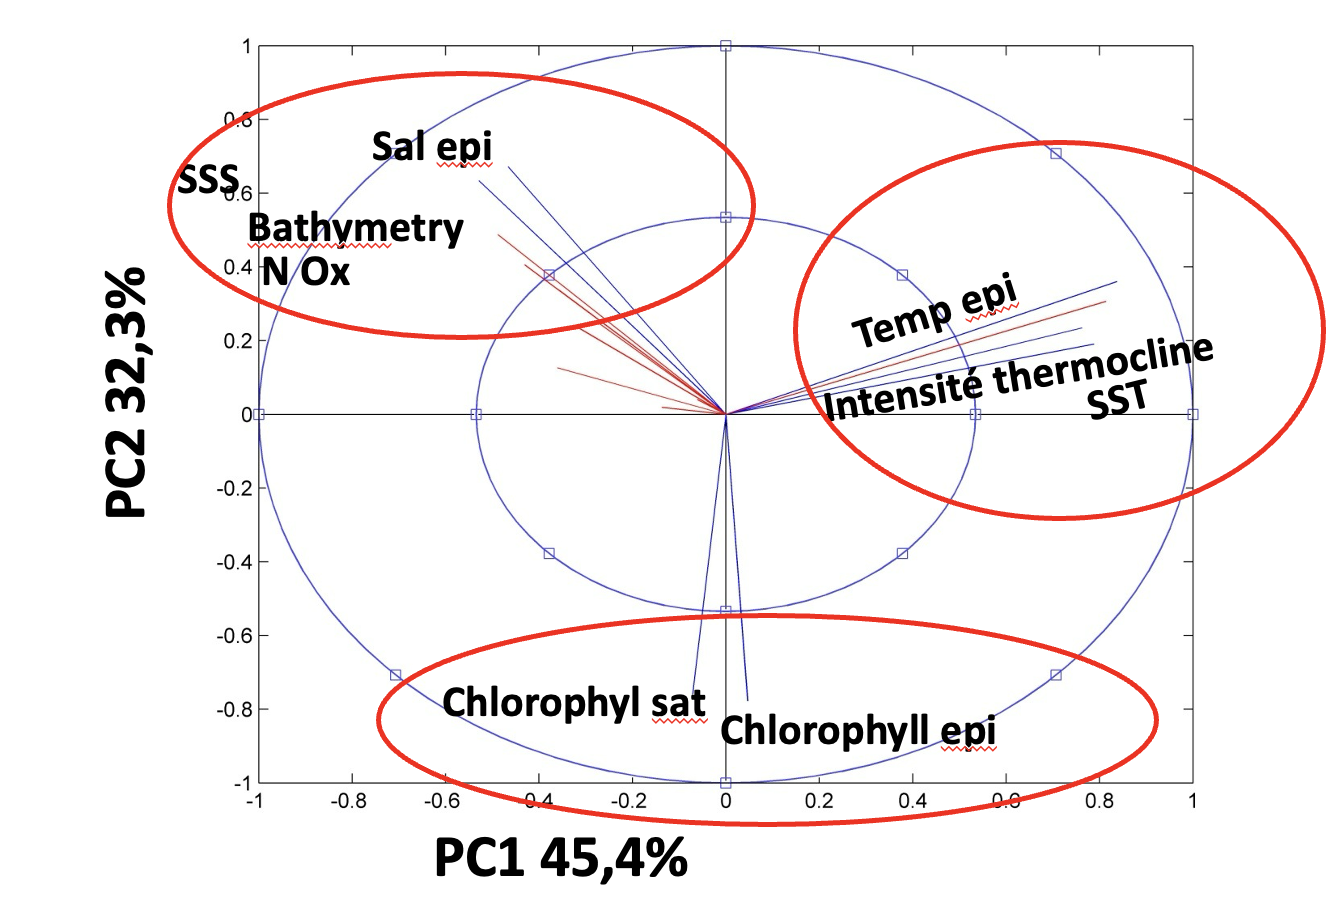 1
0.8
0.6
0.4
0.2
0
-0.2
-0.4
-0.6
-0.8
-1
Sal epi
SSS
Bathymetry
N Ox
Temp epi
Intensité thermocline
SST
Chlorophyl sat
Chlorophyll epi
-1 -0.8 -0.6 -0.4 -0.2 0 0.2 0.4 0.6 0.8 1
PC2 32,3%
PC1 45,4%